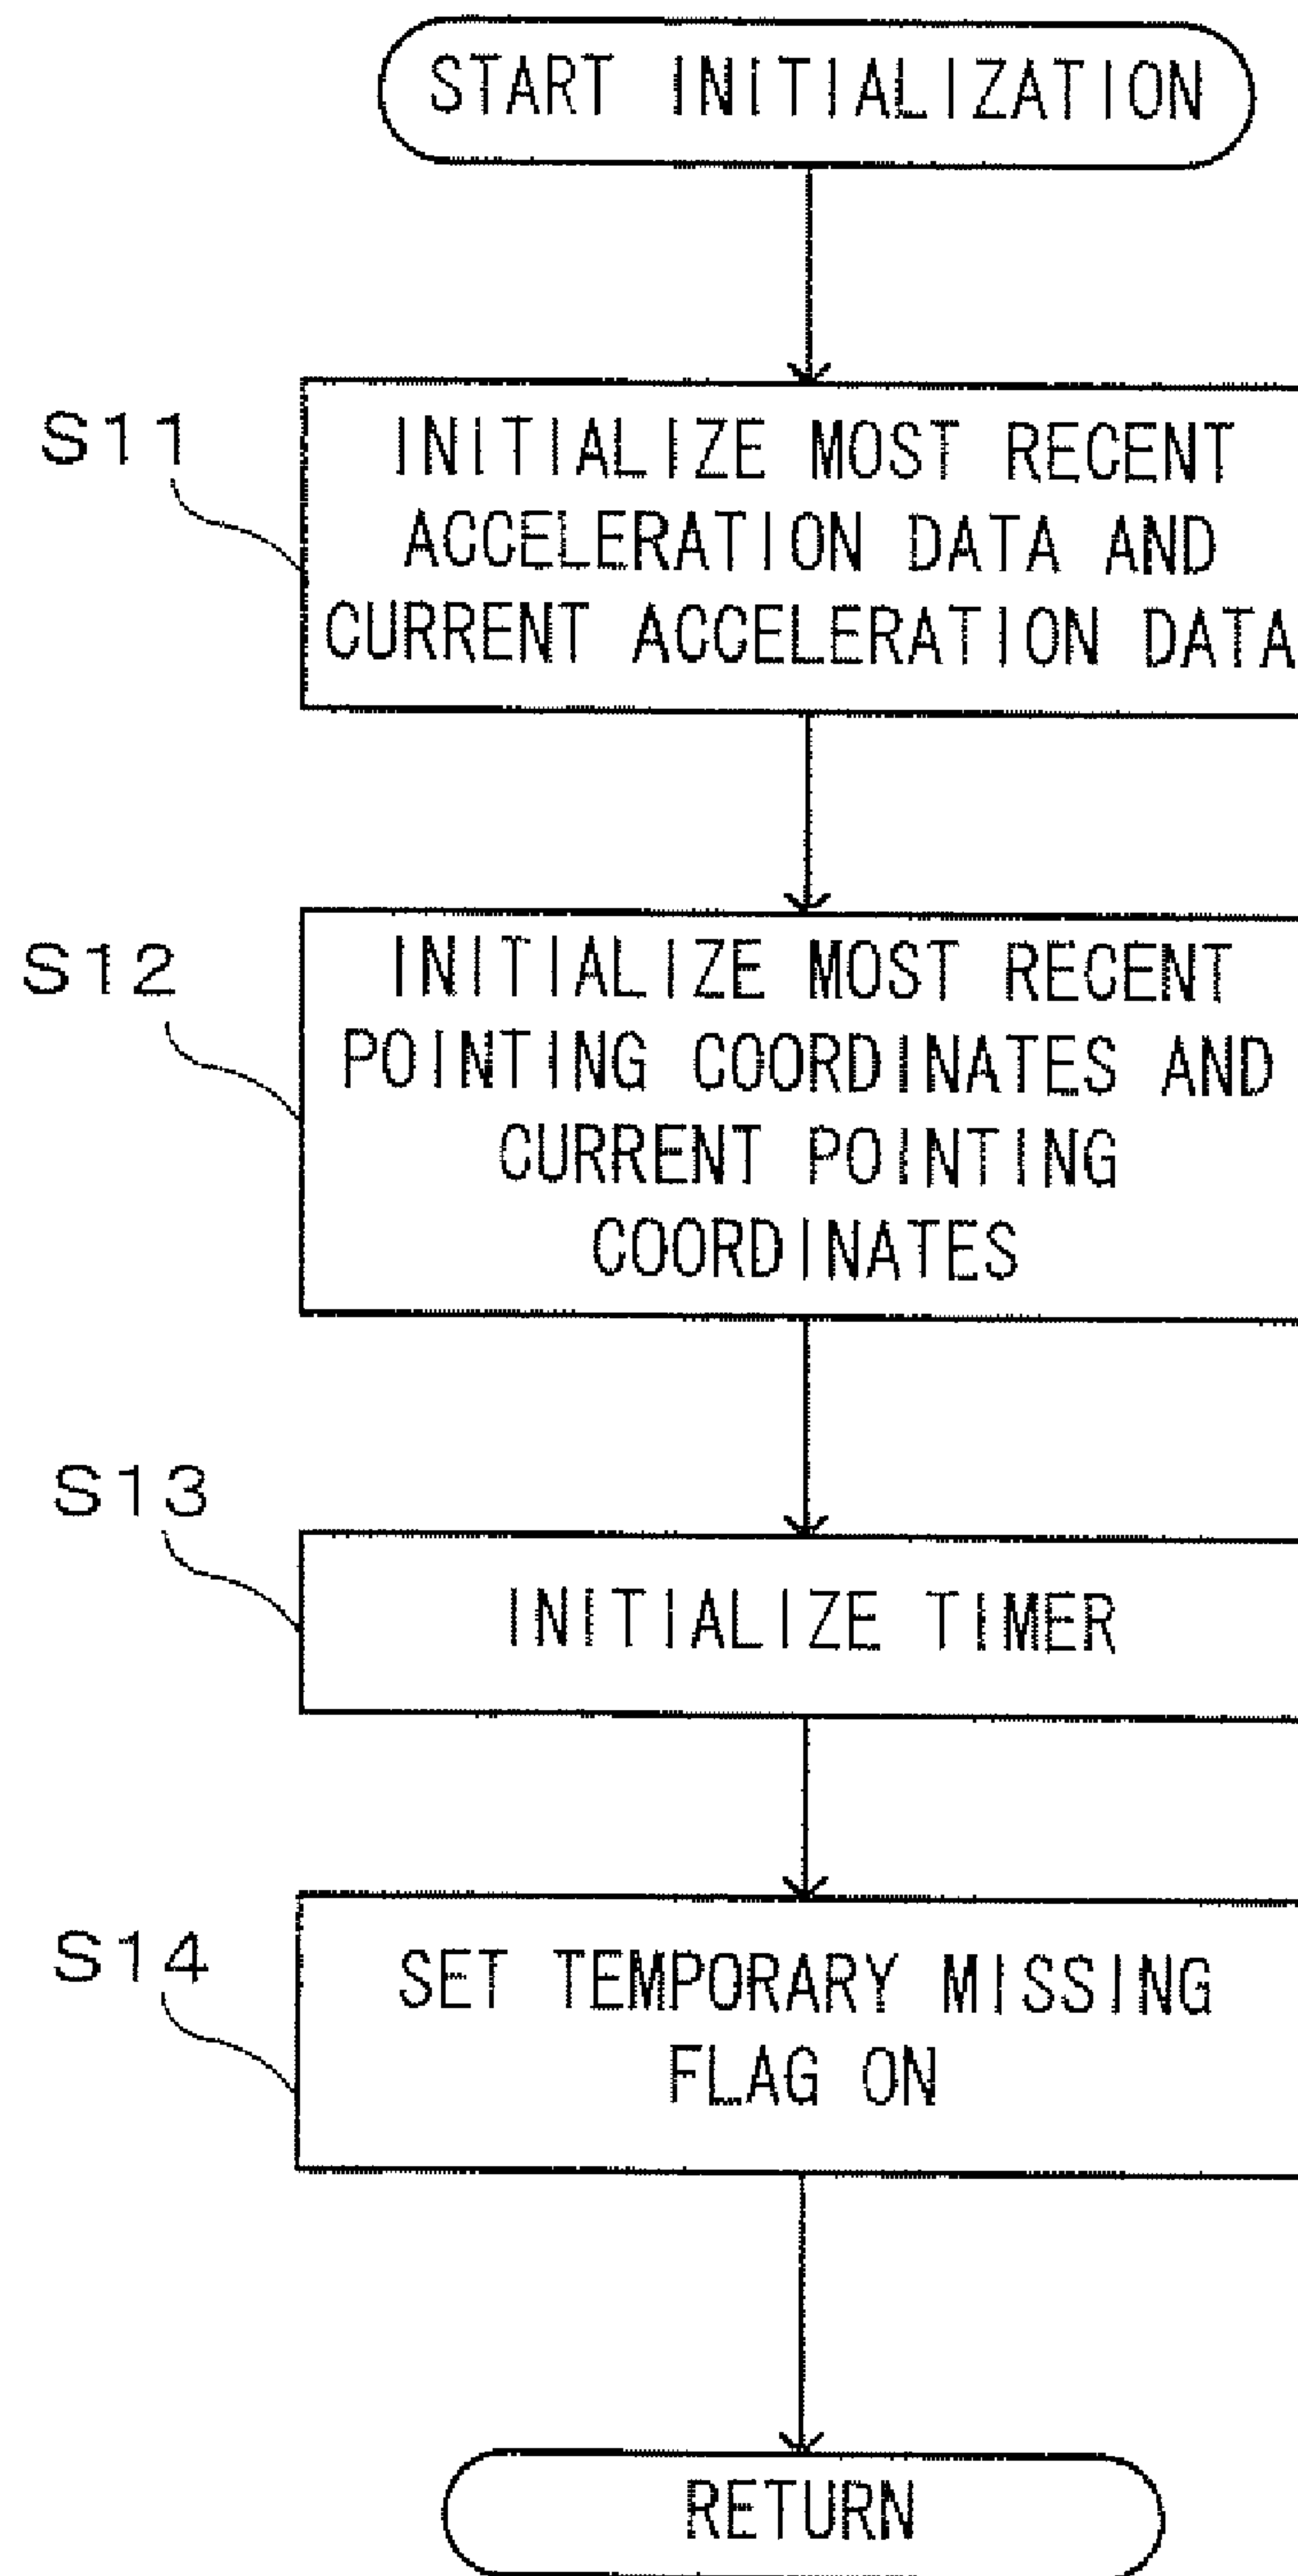 START INITIALIZATION
S11
INITIALIZE MOST RECENT
ACCELERATION DATA AND
CURRENT ACCELERATION DATA
S12
INITIALIZE MOST RECENT
POINTING COORDINATES AND
CURRENT POINTING
COORDINATES
S13
INITIALIZE TIMER
S14
SET TEMPORARY MISSING
FLAG ON
RETURN